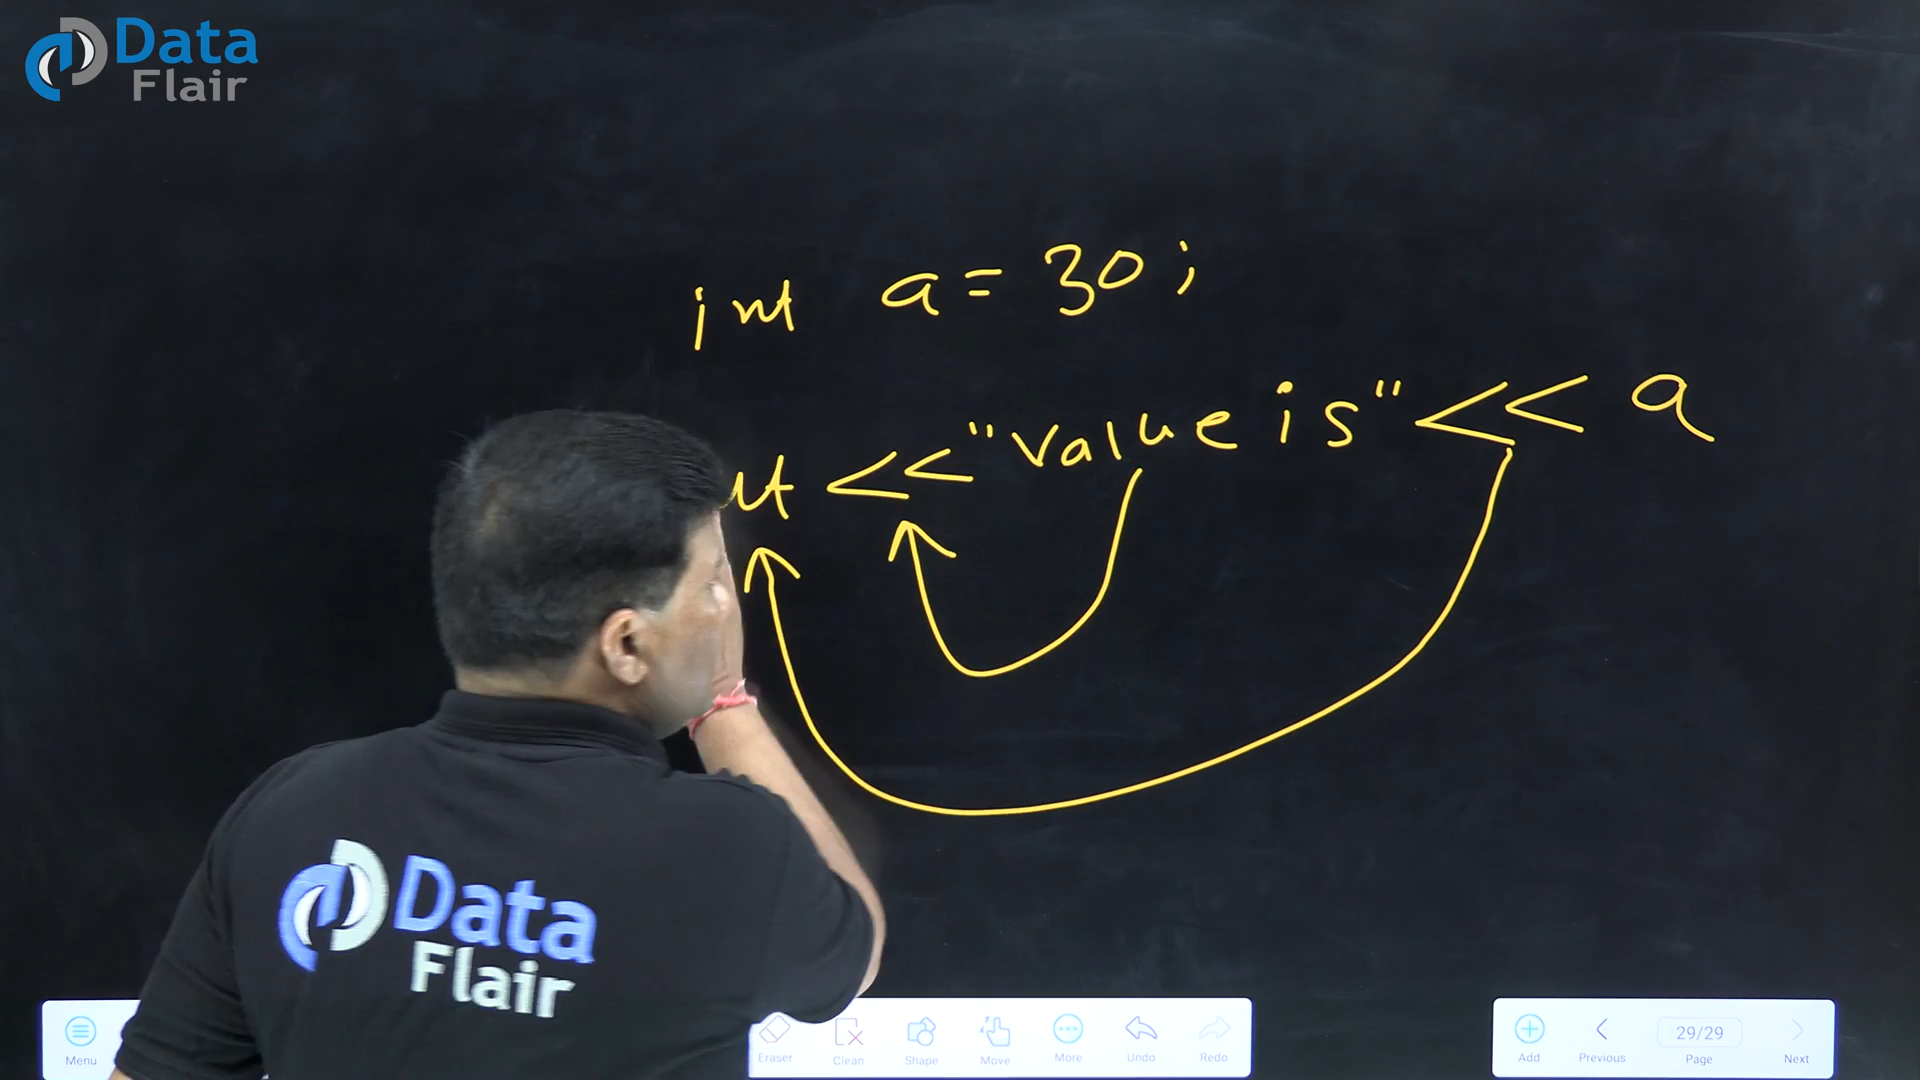 Data
Flair
int a = 30;
ut << "Value is" << a
Data
Flair
Menu
Eraser
Clean
Shape
Move
More
Undo
Redo
Add
Previous
29/29
Page
Next